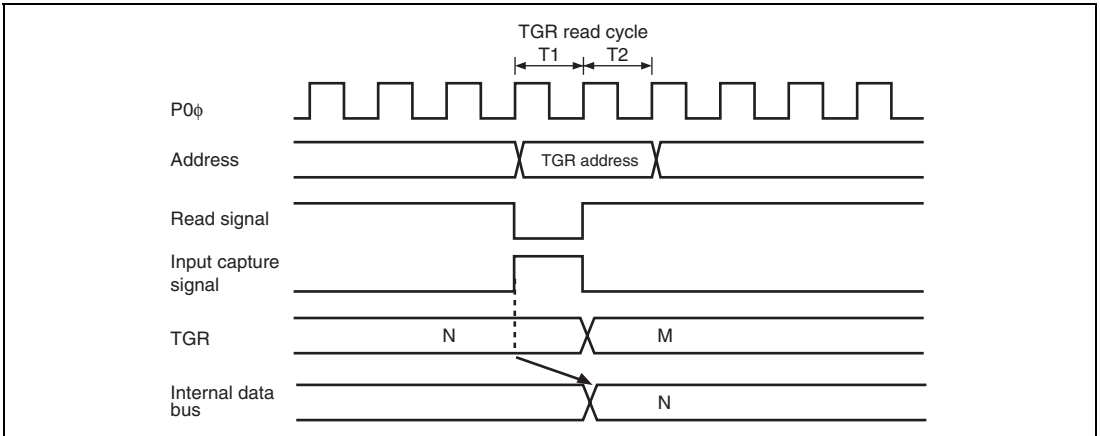 TGR read cycle
T1 T2
P0ϕ
Address
TGR address
Read signal
Input capture
signal
TGR
N M
Internal data
bus
N